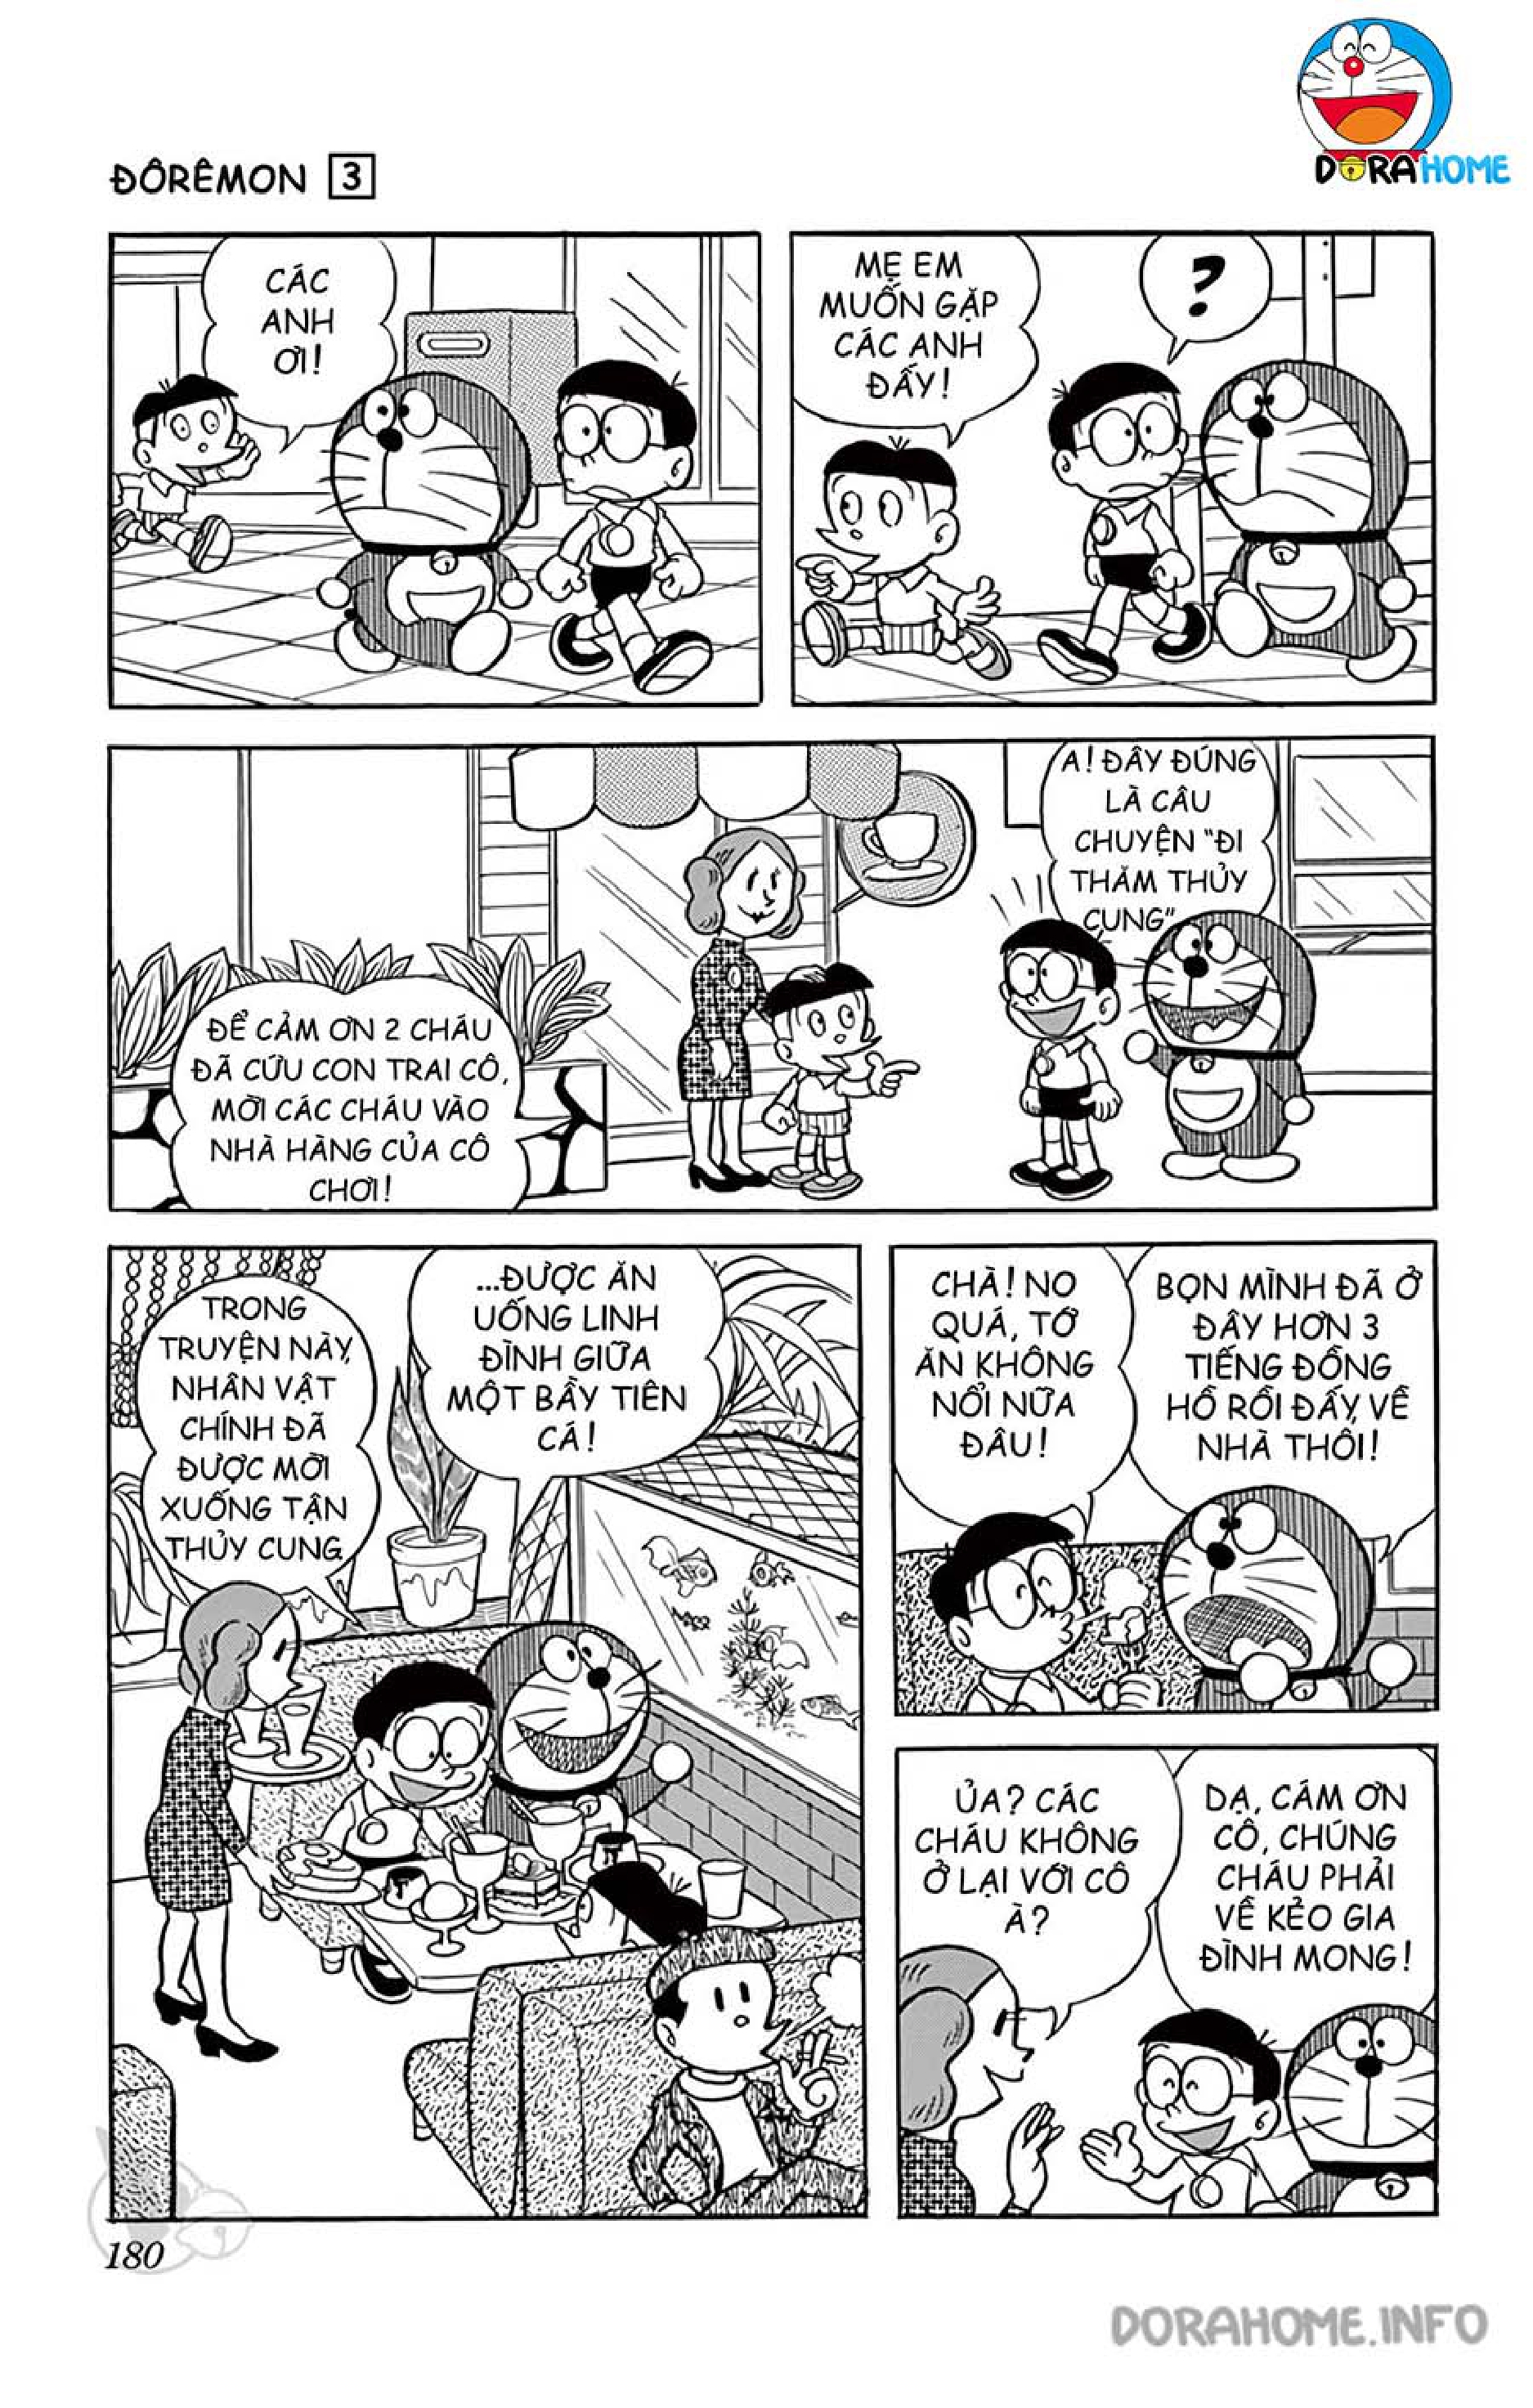 DORAHOME
ĐÔRÊMON 3
CÁC
ANH
ƠI!
MẸ EM
MUỐN GẶP
CÁC ANH
ĐẤY!
?
A! ĐÂY ĐÚNG
LÀ CÂU
CHUYỆN "ĐI
THĂM THỦY
CUNG"
ĐỂ CẢM ƠN 2 CHÁU
ĐÃ CỨU CON TRAI CÔ,
MỜI CÁC CHÁU VÀO
NHÀ HÀNG CỦA CÔ
CHƠI!
TRONG
TRUYỆN NÀY,
NHÂN VẬT
CHÍNH ĐÃ
ĐƯỢC MỜI
XUỐNG TẬN
THỦY CUNG
...ĐƯỢC ĂN
UỐNG LINH
ĐÌNH GIỮA
MỘT BẦY TIÊN
CÁ!
CHÀ! NO
QUÁ, TỚ
ĂN KHÔNG
NỔI NỮA
ĐÂU!
BỌN MÌNH ĐÃ Ở
ĐÂY HƠN 3
TIẾNG ĐỒNG
HỒ RỒI ĐẤY, VỀ
NHÀ THÔI!
ỦA? CÁC
CHÁU KHÔNG
Ở LẠI VỚI CÔ
À?
DẠ, CÁM ƠN
CÔ, CHÚNG
CHÁU PHẢI
VỀ KẺO GIA
ĐÌNH MONG!
180
DORAHOME.INFO